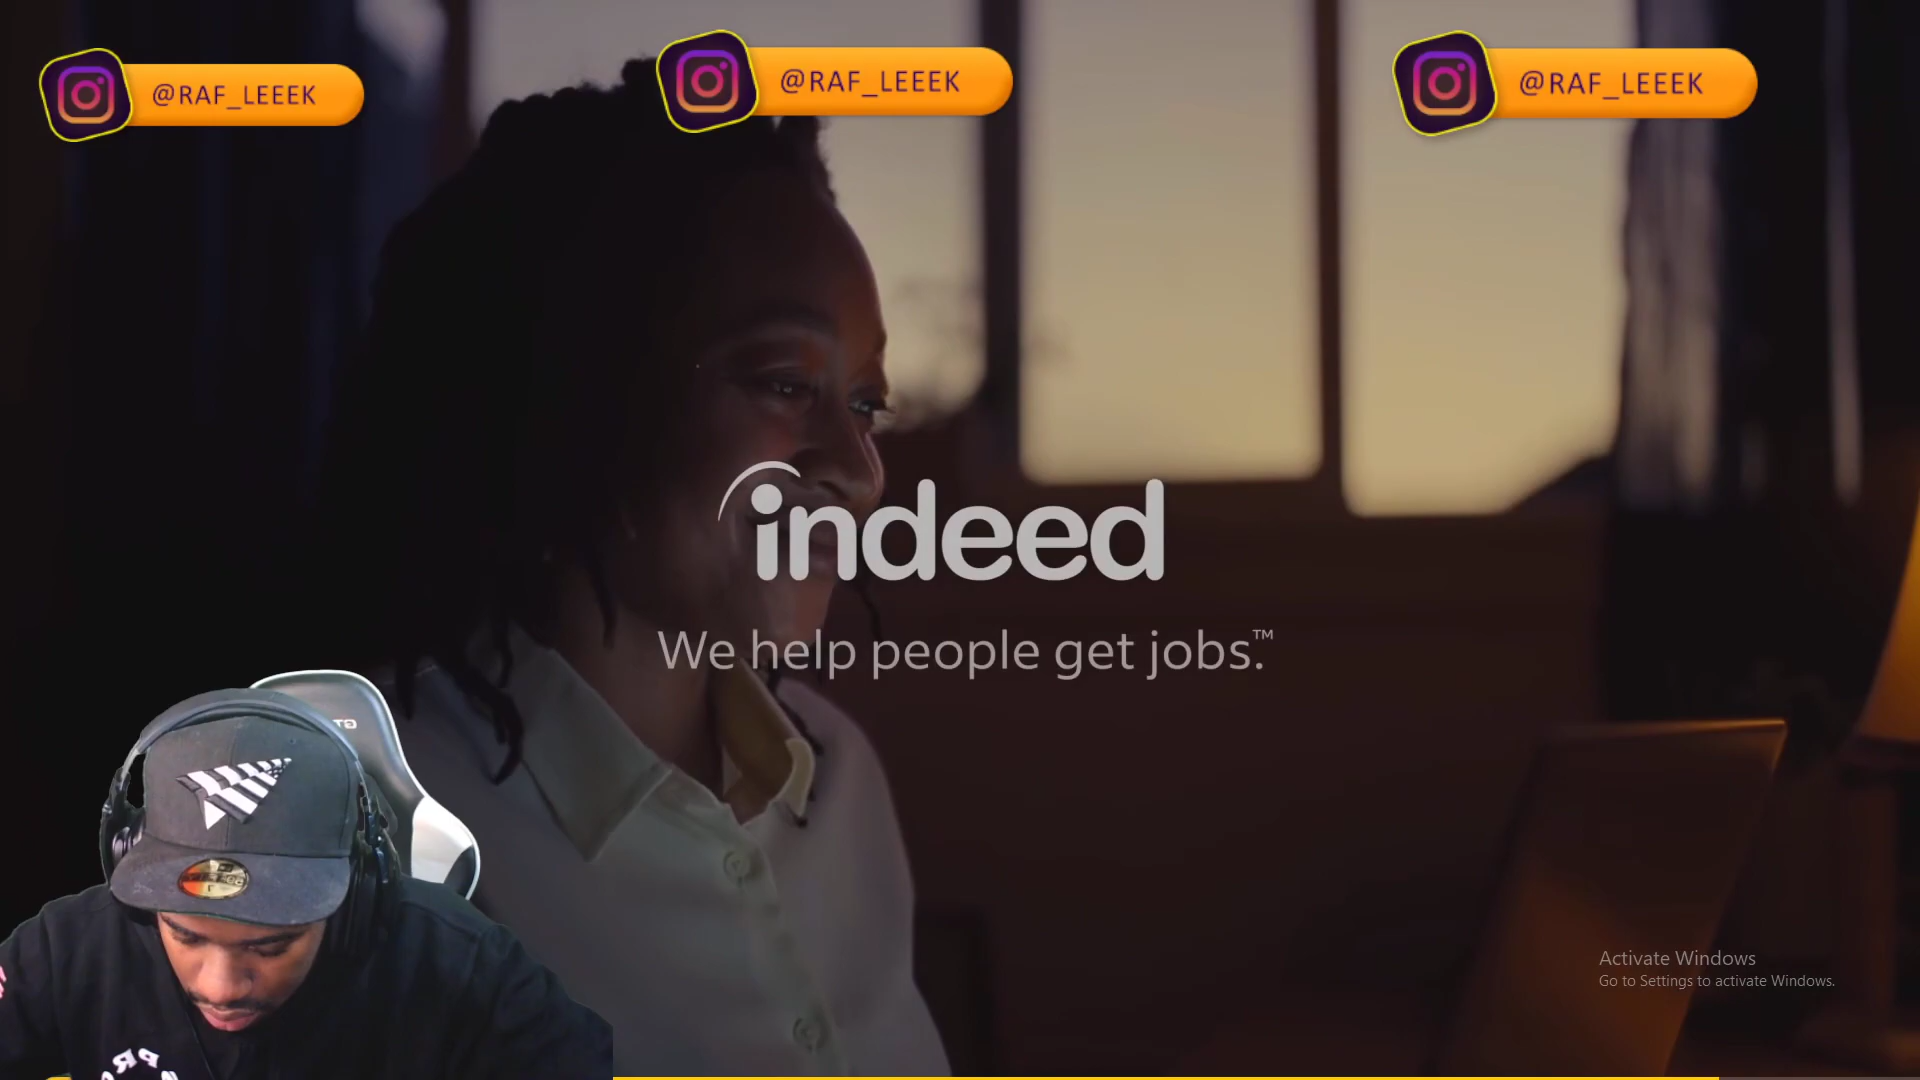 @RAF_LEEEK
@RAF_LEEEK
@RAF_LEEEK
indeed
We help people get jobs.™
Activate Windows
Go to Settings to activate Windows.